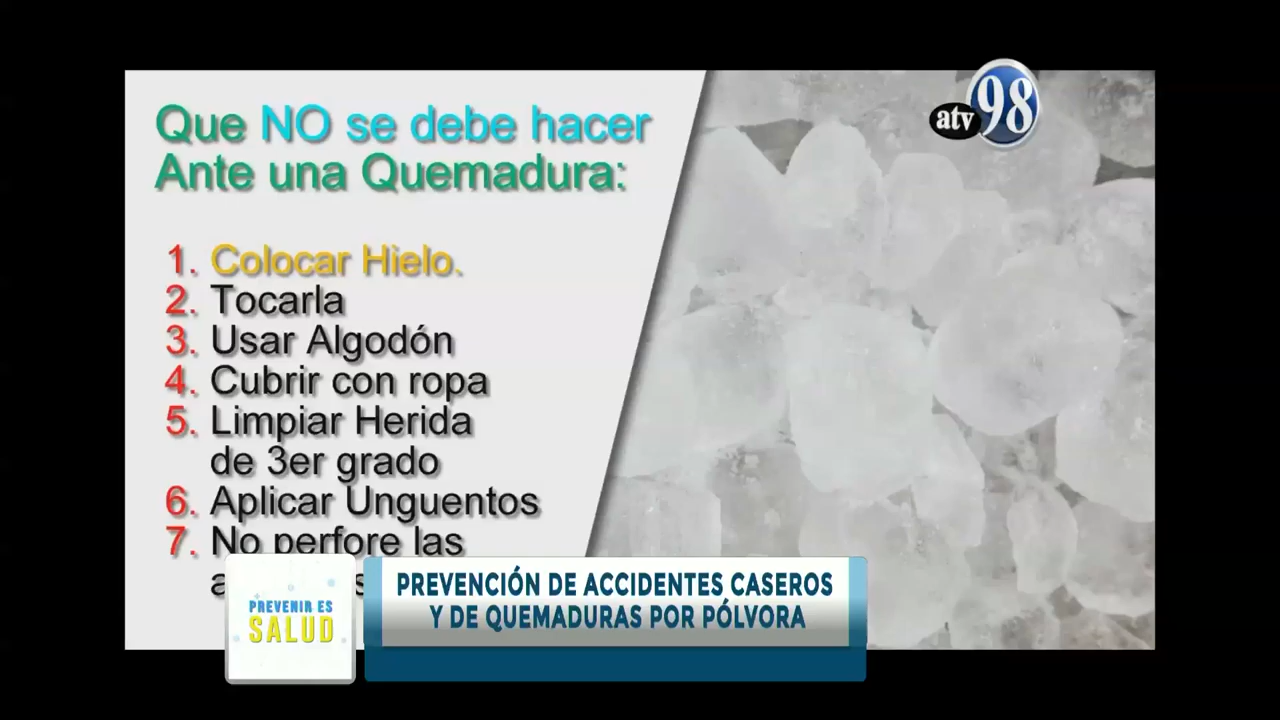 atv 98
Que NO se debe hacer
Ante una Quemadura:
1. Colocar Hielo.
2. Tocarla
3. Usar Algodón
4. Cubrir con ropa
5. Limpiar Herida
de 3er grado
6. Aplicar Unguentos
7. No perfore las
PREVENIR ES
SALUD
PREVENCIÓN DE ACCIDENTES CASEROS
Y DE QUEMADURAS POR PÓLVORA